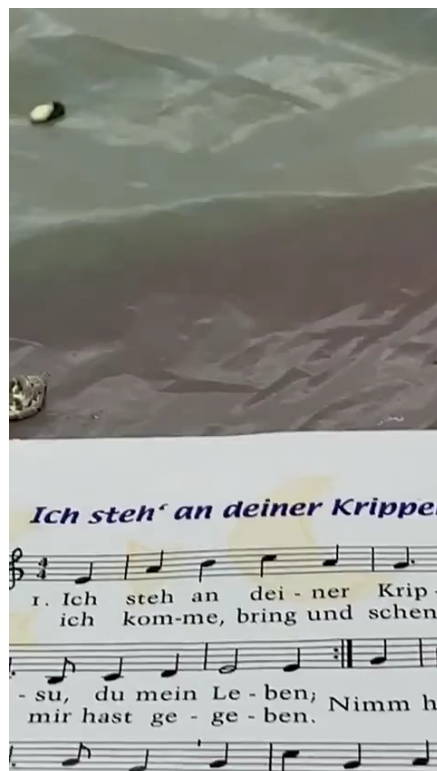 Ich steh‘ an deiner Krippe
1. Ich steh an dei - ner Krip -
ich kom-me, bring und schen
- su, du mein Le - ben; Nimm h
mir hast ge - ge - ben.